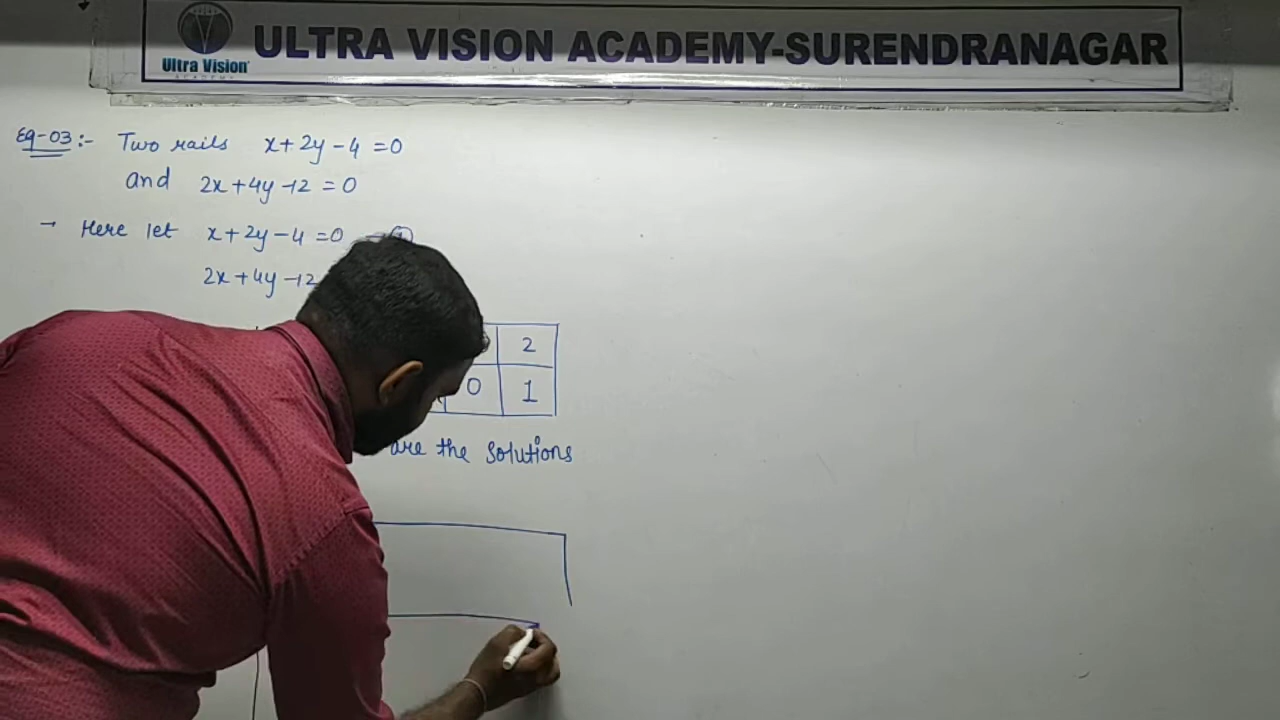 ULTRA VISION ACADEMY-SURENDRANAGAR
Ultra Vision
ACADEMY
Eg-03:- Two rails x+2y-4=0
and 2x+4y-12=0
→ Here let x+2y-4=0 —
2x+4y-12
2
0 1
are the solutions